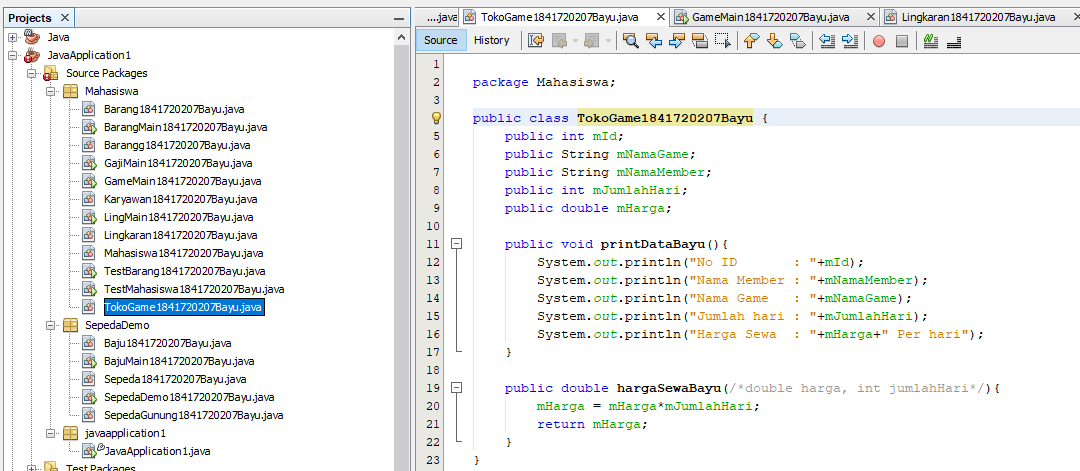 Projects
Java
JavaApplication1
Source Packages
Mahasiswa
Barang1841720207Bayu.java
BarangMain1841720207Bayu.java
Barangg1841720207Bayu.java
GajiMain1841720207Bayu.java
GameMain1841720207Bayu.java
Karyawan1841720207Bayu.java
LingMain1841720207Bayu.java
Lingkaran1841720207Bayu.java
Mahasiswa1841720207Bayu.java
TestBarang1841720207Bayu.java
TestMahasiswa1841720207Bayu.java
TokoGame1841720207Bayu.java
SepedaDemo
Baju1841720207Bayu.java
BajuMain1841720207Bayu.java
Sepeda1841720207Bayu.java
SepedaDemo1841720207Bayu.java
SepedaGunung1841720207Bayu.java
javaapplication1
JavaApplication1.java
Test Packages
....java TokoGame1841720207Bayu.java GameMain1841720207Bayu.java Lingkaran1841720207Bayu.java
Source History
1
2 package Mahasiswa;
3
public class TokoGame1841720207Bayu {
5 public int mId;
6 public String mNamaGame;
7 public String mNamaMember;
8 public int mJumlahHari;
9 public double mHarga;
10
11 public void printDataBayu(){
12 System.out.println("No ID       : "+mId);
13 System.out.println("Nama Member : "+mNamaMember);
14 System.out.println("Nama Game   : "+mNamaGame);
15 System.out.println("Jumlah hari : "+mJumlahHari);
16 System.out.println("Harga Sewa  : "+mHarga+" Per hari");
17 }
18
19 public double hargaSewaBayu(/*double harga, int jumlahHari*/){
20 mHarga = mHarga*mJumlahHari;
21 return mHarga;
22 }
23 }